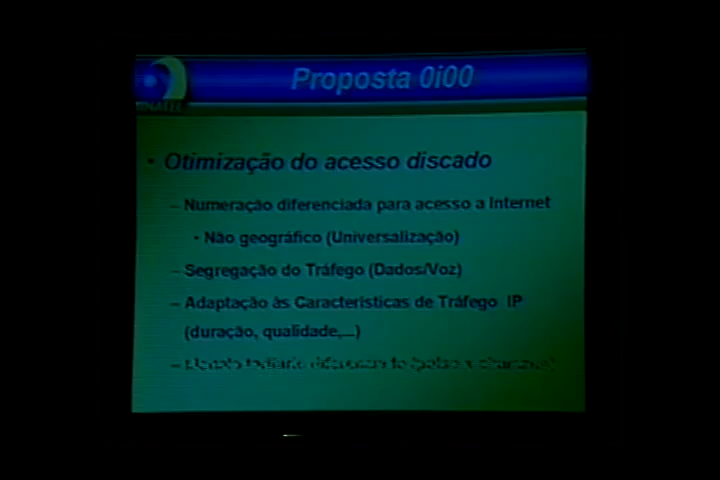 Proposta 0i00
• Otimização do acesso discado
– Numeração diferenciada para acesso a Internet
• Não geográfico (Universalização)
– Segregação do Tráfego (Dados/Voz)
– Adaptação às Características de Tráfego IP
(duração, qualidade,...)